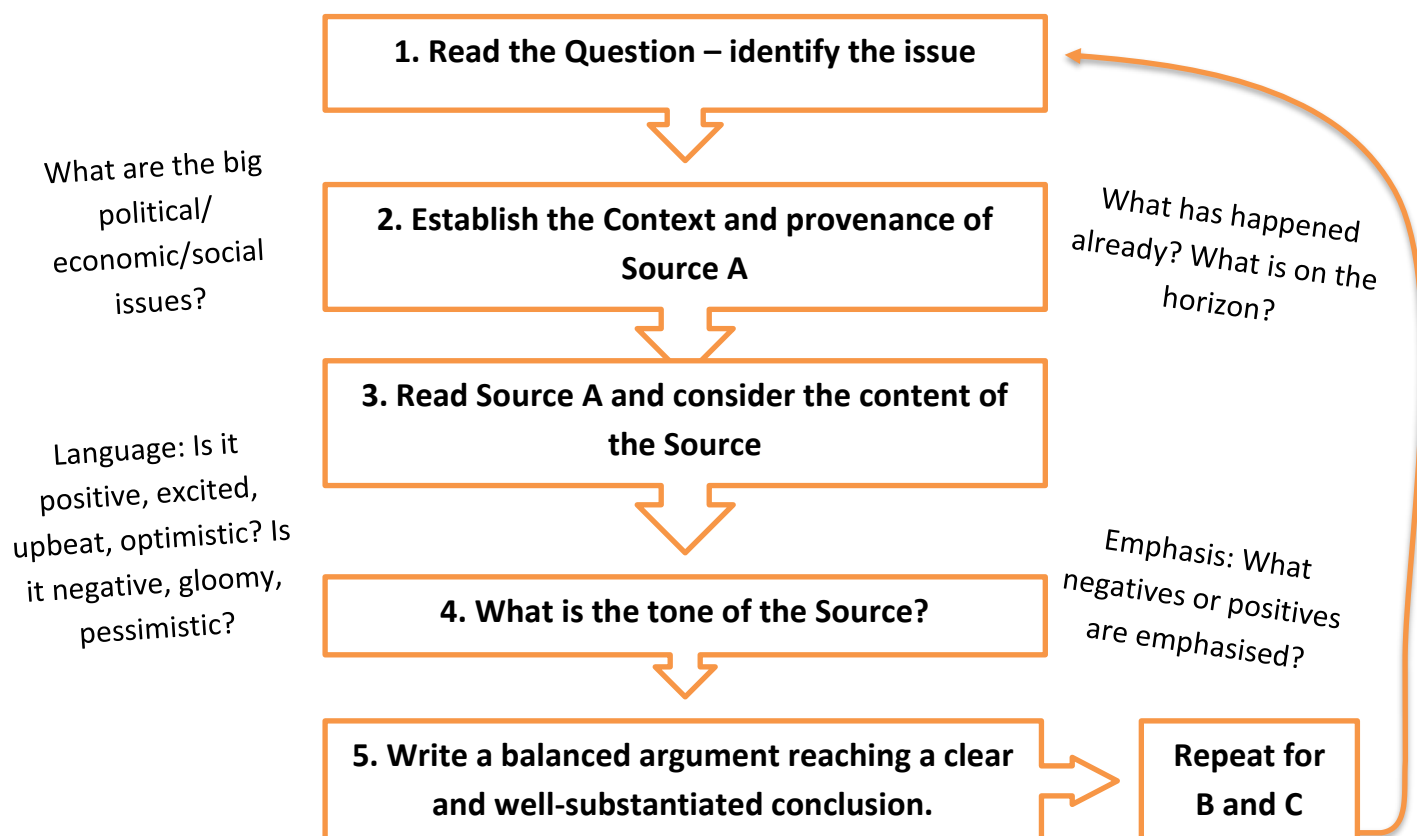 1. Read the Question – identify the issue
What are the big
political/
economic/social
issues?
2. Establish the Context and provenance of
Source A
What has happened
already? What is on the
horizon?
3. Read Source A and consider the content of
the Source
Language: Is it
positive, excited,
upbeat, optimistic? Is
it negative, gloomy,
pessimistic?
4. What is the tone of the Source?
Emphasis: What
negatives or positives
are emphasised?
5. Write a balanced argument reaching a clear
and well-substantiated conclusion.
Repeat for
B and C